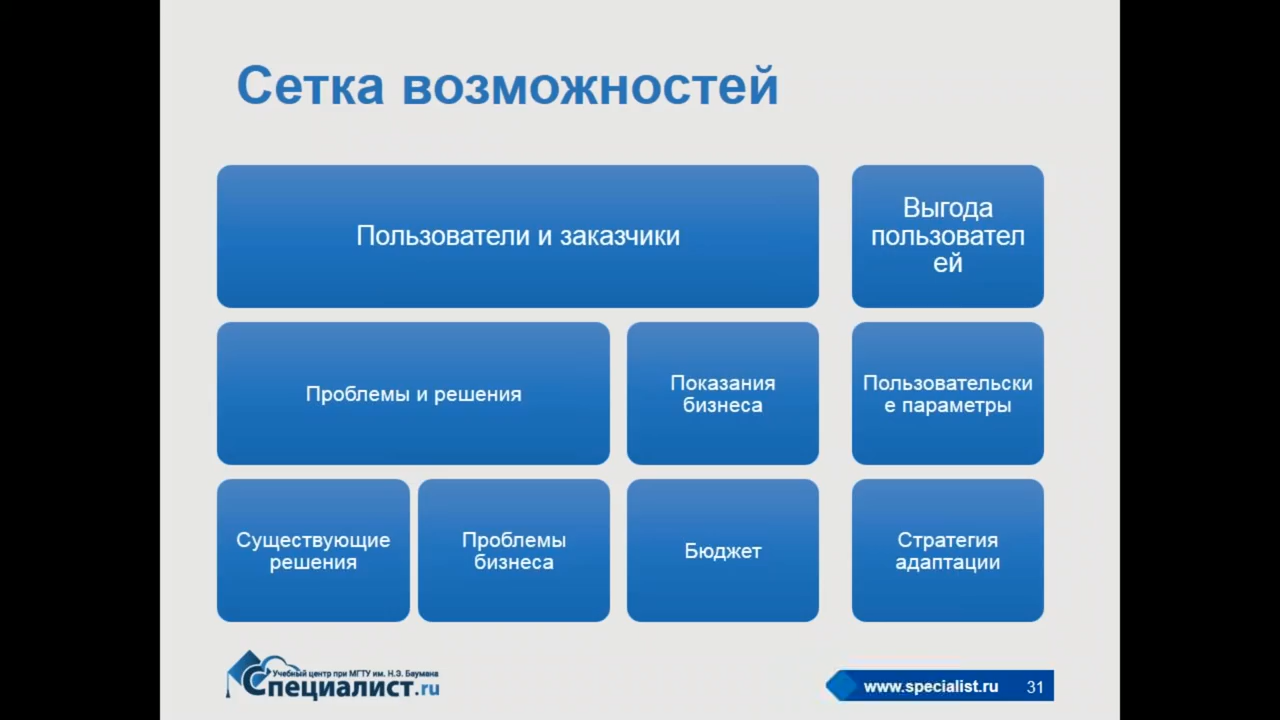 Сетка возможностей
Пользователи и заказчики
Выгода
пользовател
ей
Проблемы и решения
Показания
бизнеса
Пользовательски
е параметры
Существующие
решения
Проблемы
бизнеса
Бюджет
Стратегия
адаптации
Учебный центр при МГТУ им. Н.Э. Баумана
Специалист.ru
www.specialist.ru
31